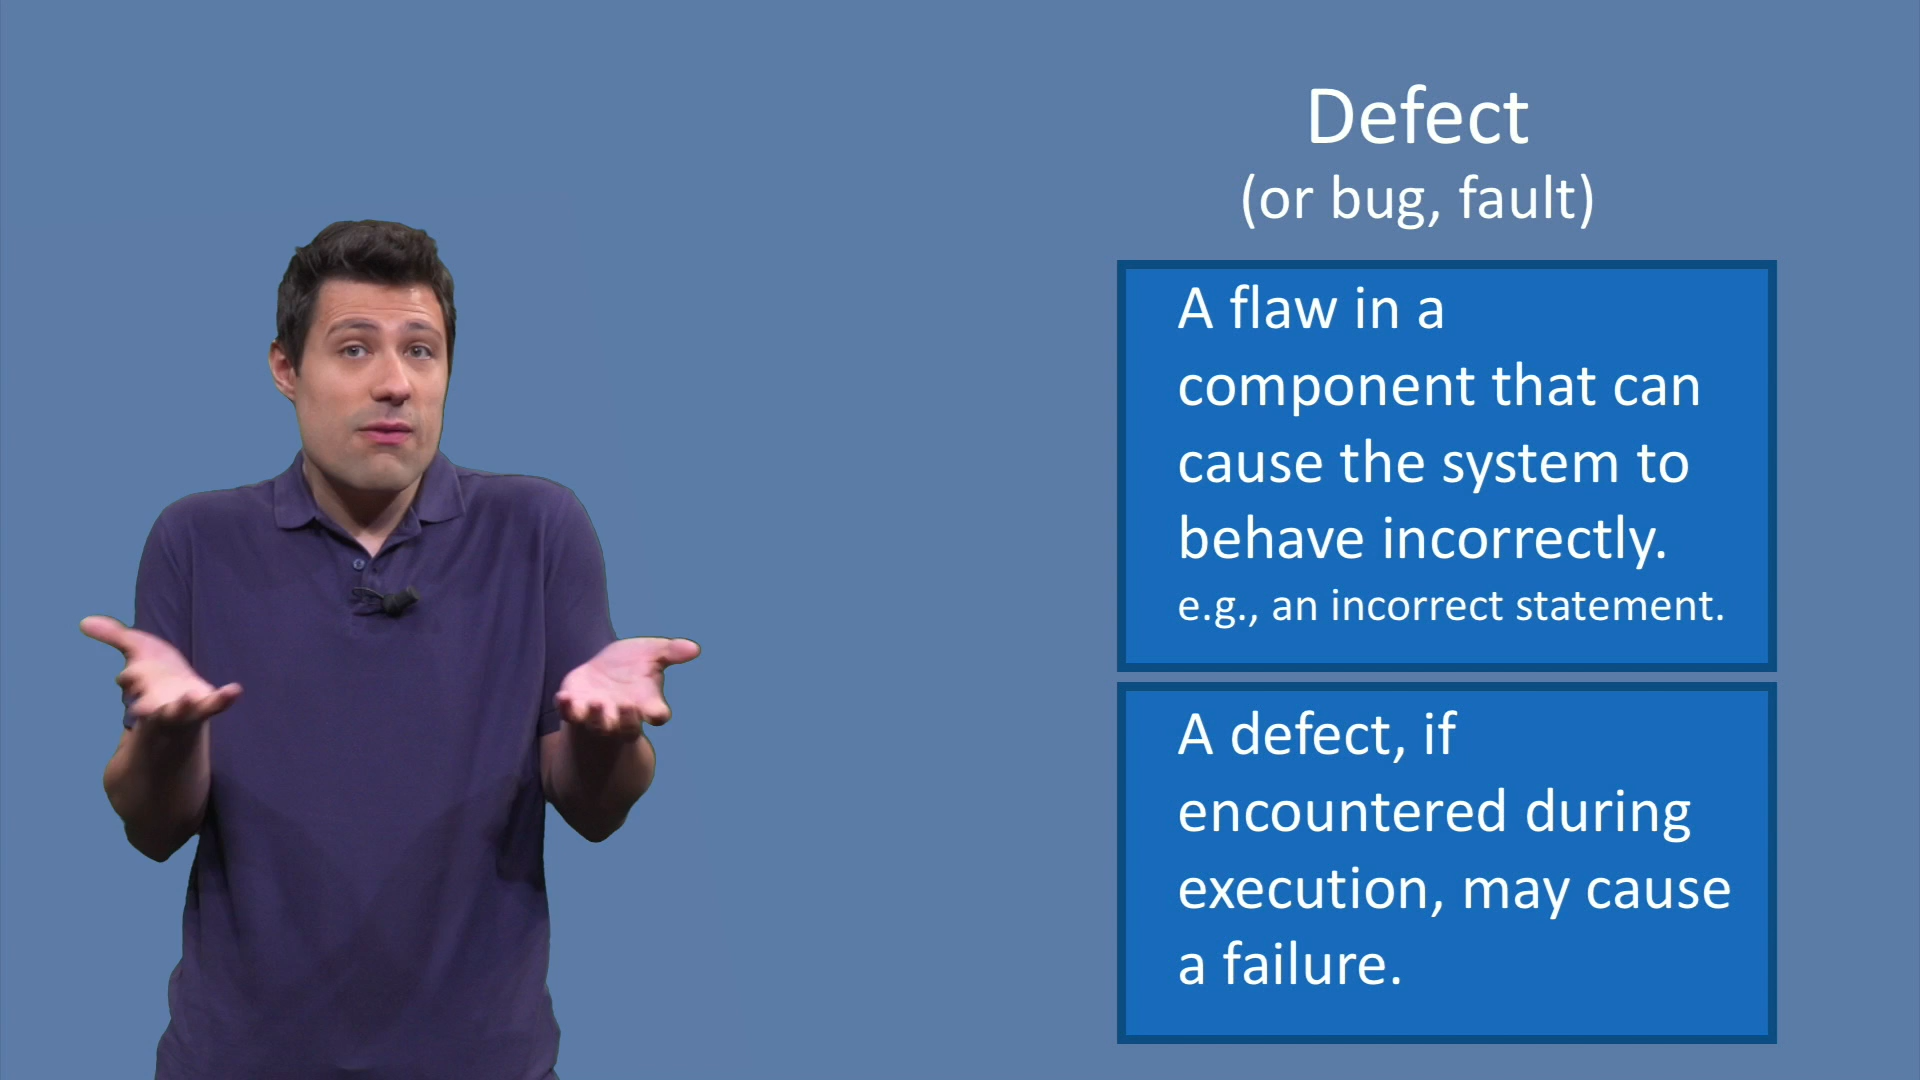 Defect
(or bug, fault)
A flaw in a
component that can
cause the system to
behave incorrectly.
e.g., an incorrect statement.
A defect, if
encountered during
execution, may cause
a failure.